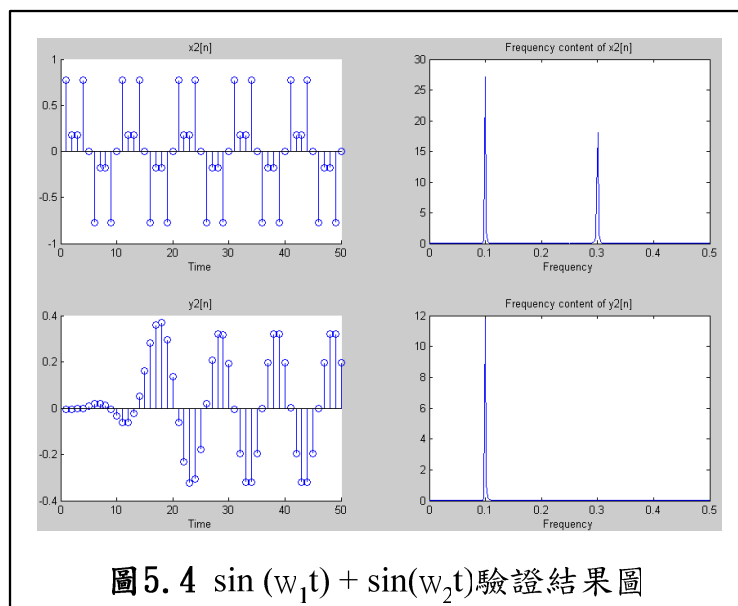 x2[n]
1
0.5
0
-0.5
-1
0 10 20 30 40 50
Time
Frequency content of x2[n]
30
25
20
15
10
5
0
0 0.1 0.2 0.3 0.4 0.5
Frequency
y2[n]
0.4
0.2
0
-0.2
-0.4
0 10 20 30 40 50
Time
Frequency content of y2[n]
12
10
8
6
4
2
0
0 0.1 0.2 0.3 0.4 0.5
Frequency
圖5.4 sin (w₁t) + sin(w₂t)驗證結果圖